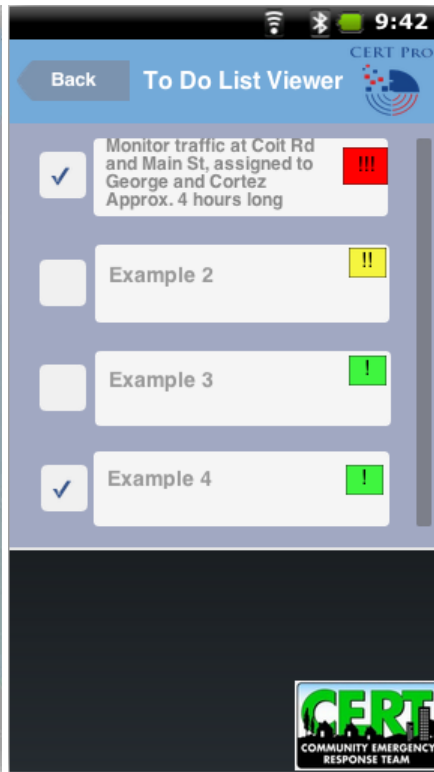 9:42
CERT PRO
Back
To Do List Viewer
Monitor traffic at Coit Rd
and Main St, assigned to
George and Cortez
Approx. 4 hours long
!!!
Example 2
!!
Example 3
!
Example 4
!
CERT
COMMUNITY EMERGENCY
RESPONSE TEAM